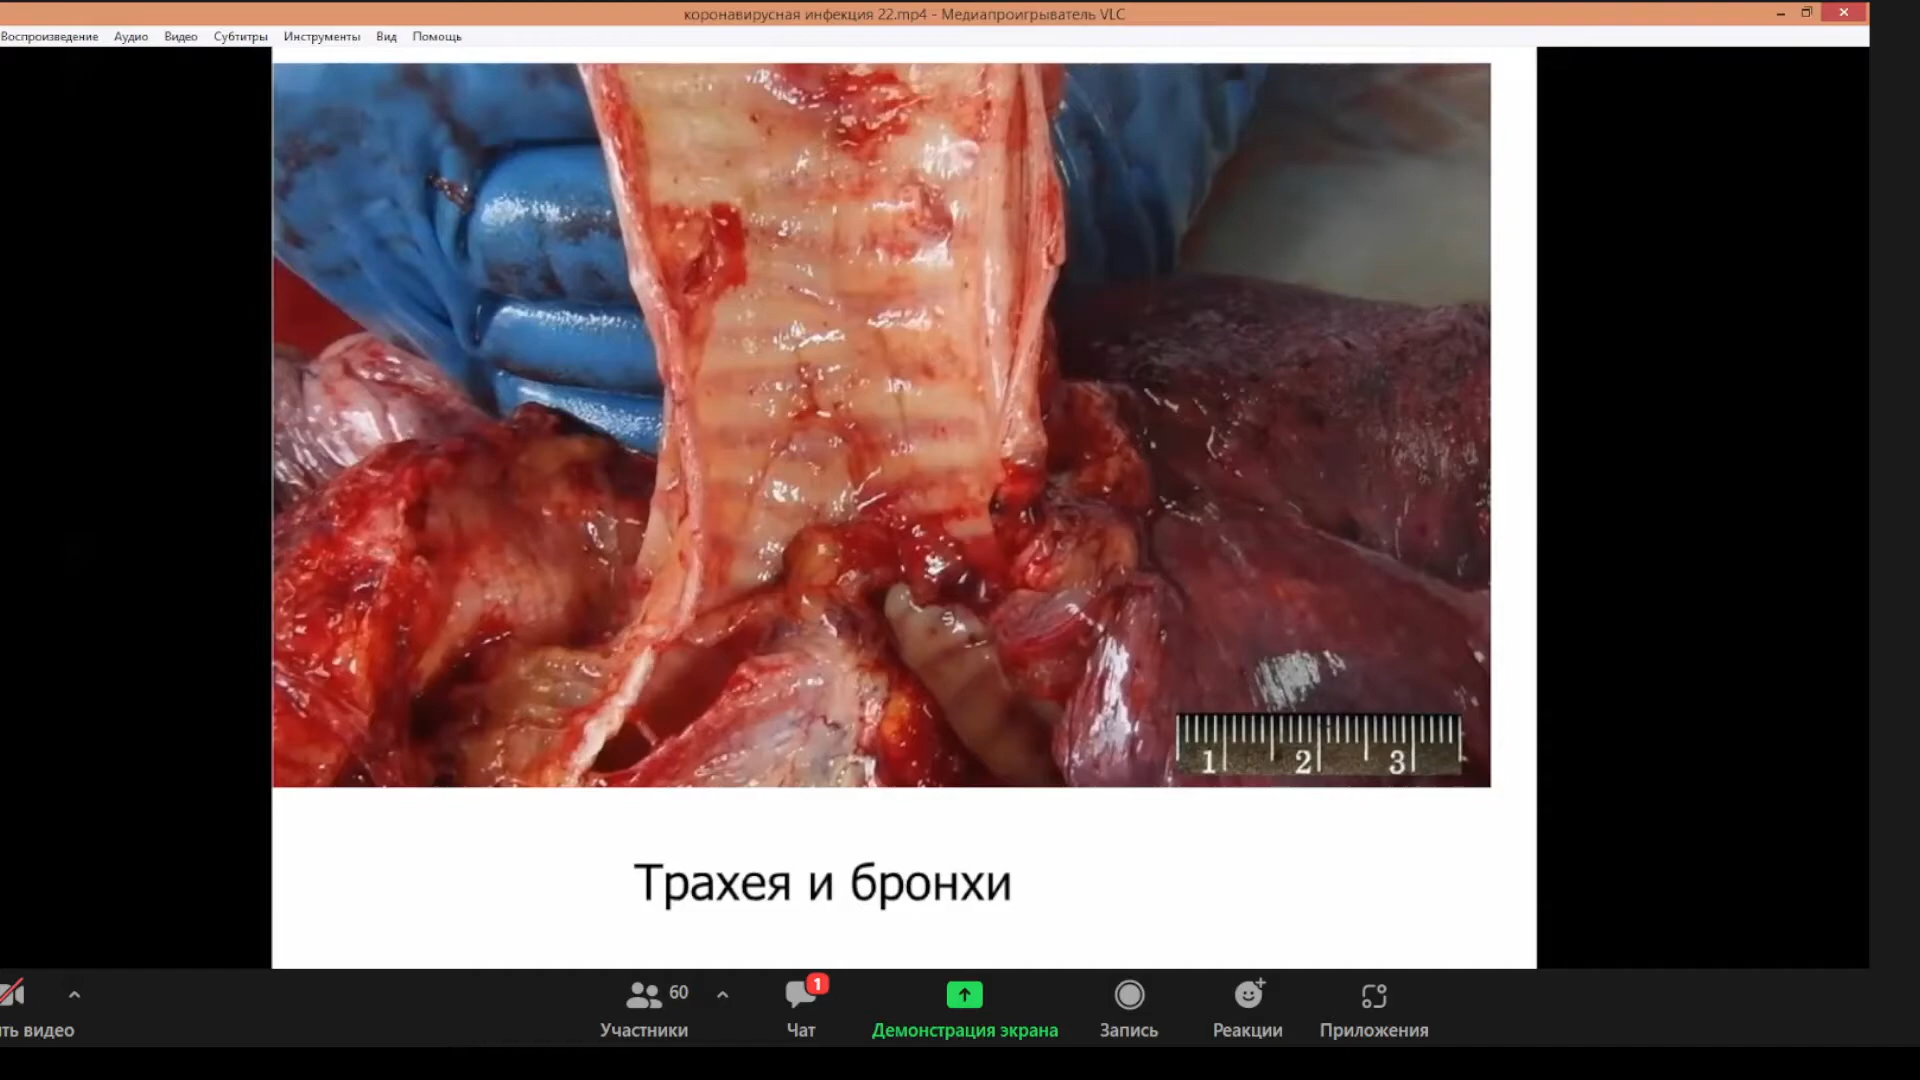 коронавирусная инфекция 22.mp4 - Медиапроигрыватель VLC
Воспроизведение Аудио Видео Субтитры Инструменты Вид Помощь
1 2 3
Трахея и бронхи
60
1
ть видео
Участники
Чат
Демонстрация экрана
Запись
Реакции
Приложения